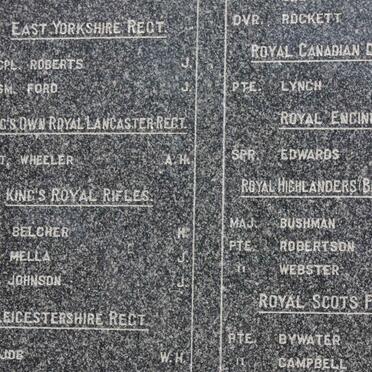 EAST YORKSHIRE REGT.
CPL. ROBERTS J.
SM. FORD J.
G'S OWN ROYAL LANCASTER REGT.
T. WHEELER A.H.
KING'S ROYAL RIFLES.
BELCHER H.
MELLA J.
JOHNSON J.
LEICESTERSHIRE REGT.
JOB W.H.
DVR. ROCKETT
ROYAL CANADIAN D
PTE. LYNCH
ROYAL ENGIN
SPR. EDWARDS
ROYAL HIGHLANDERS B
MAJ. BUSHMAN
PTE. ROBERTSON
" WEBSTER
ROYAL SCOTS F
PTE. BYWATER
" CAMPBELL